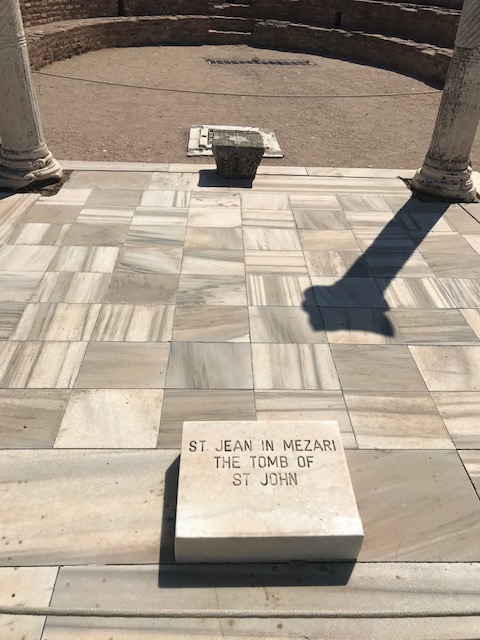 ST JEAN IN MEZARI
THE TOMB OF
ST JOHN